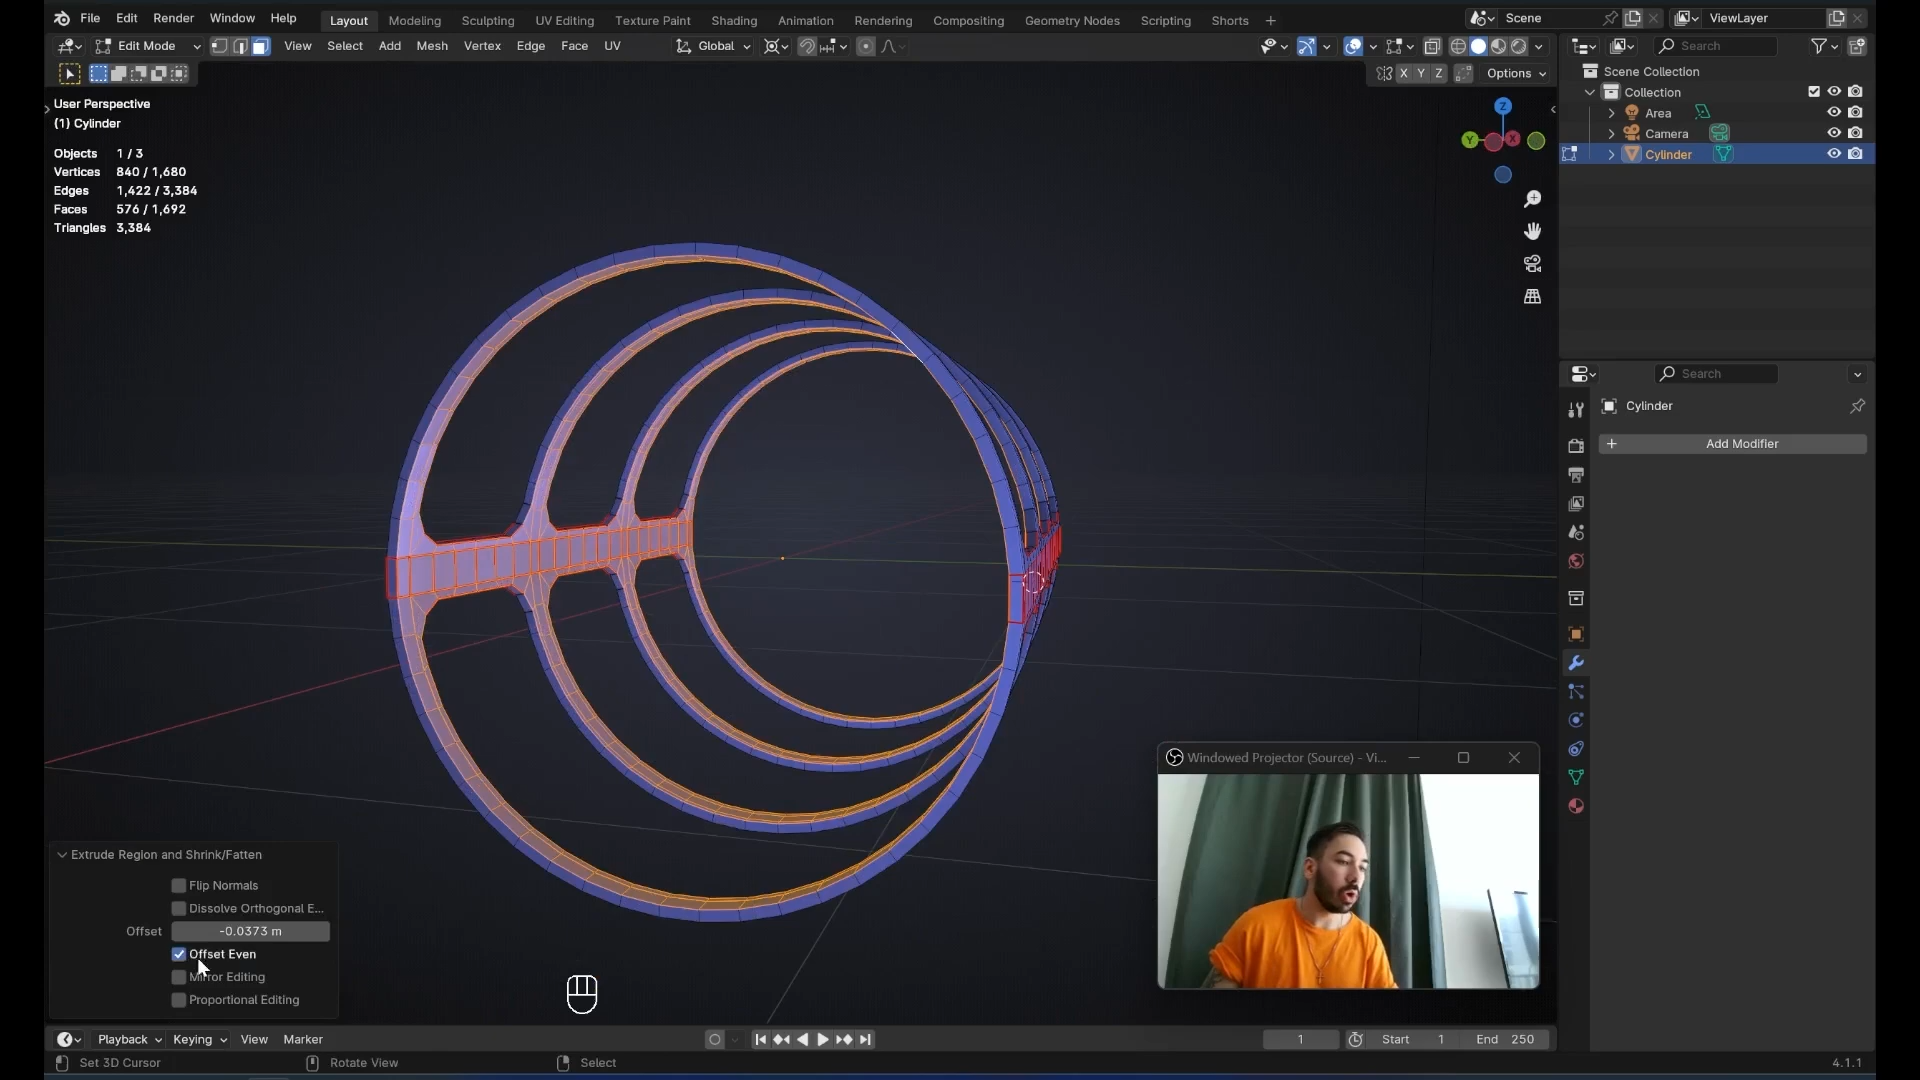 File Edit Render Window Help Layout Modeling Sculpting UV Editing Texture Paint Shading Animation Rendering Compositing Geometry Nodes Scripting Shorts + Scene ViewLayer
Edit Mode View Select Add Mesh Vertex Edge Face UV Global Search
X Y Z Options
User Perspective
(1) Cylinder
Objects 1 / 3
Vertices 840 / 1,680
Edges 1,422 / 3,384
Faces 576 / 1,692
Triangles 3,384
Z
Y X
Scene Collection
Collection
Area
Camera
Cylinder
Search
Cylinder
+ Add Modifier
Windowed Projector (Source) - Vi...
Extrude Region and Shrink/Fatten
Flip Normals
Dissolve Orthogonal E...
Offset -0.0373 m
Offset Even
Mirror Editing
Proportional Editing
Playback Keying View Marker 1 Start 1 End 250
Set 3D Cursor Rotate View Select 4.1.1